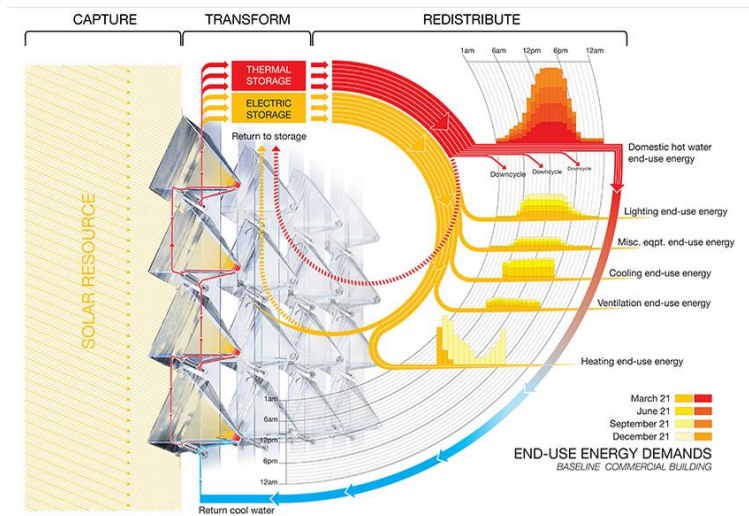 CAPTURE
TRANSFORM
REDISTRIBUTE
THERMAL
STORAGE
ELECTRIC
STORAGE
Return to storage
SOLAR RESOURCE
1am
6am
12pm
6pm
12am
Domestic hot water
end-use energy
Downcycle
Downcycle
Downcycle
Lighting end-use energy
Misc. eqpt. end-use energy
Cooling end-use energy
Ventilation end-use energy
Heating end-use energy
1am
6am
12pm
6pm
12am
Return cool water
March 21
June 21
September 21
December 21
END-USE ENERGY DEMANDS
BASELINE COMMERCIAL BUILDING